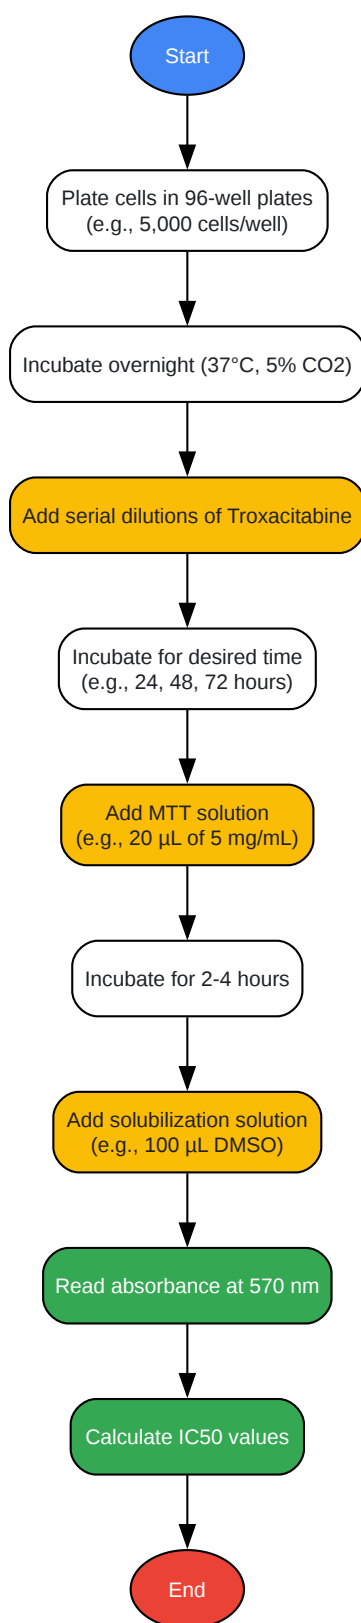 Start
Plate cells in 96-well plates
(e.g., 5,000 cells/well)
Incubate overnight (37°C, 5% CO2)
Add serial dilutions of Troxacitabine
Incubate for desired time
(e.g., 24, 48, 72 hours)
Add MTT solution
(e.g., 20 µL of 5 mg/mL)
Incubate for 2-4 hours
Add solubilization solution
(e.g., 100 µL DMSO)
Read absorbance at 570 nm
Calculate IC50 values
End